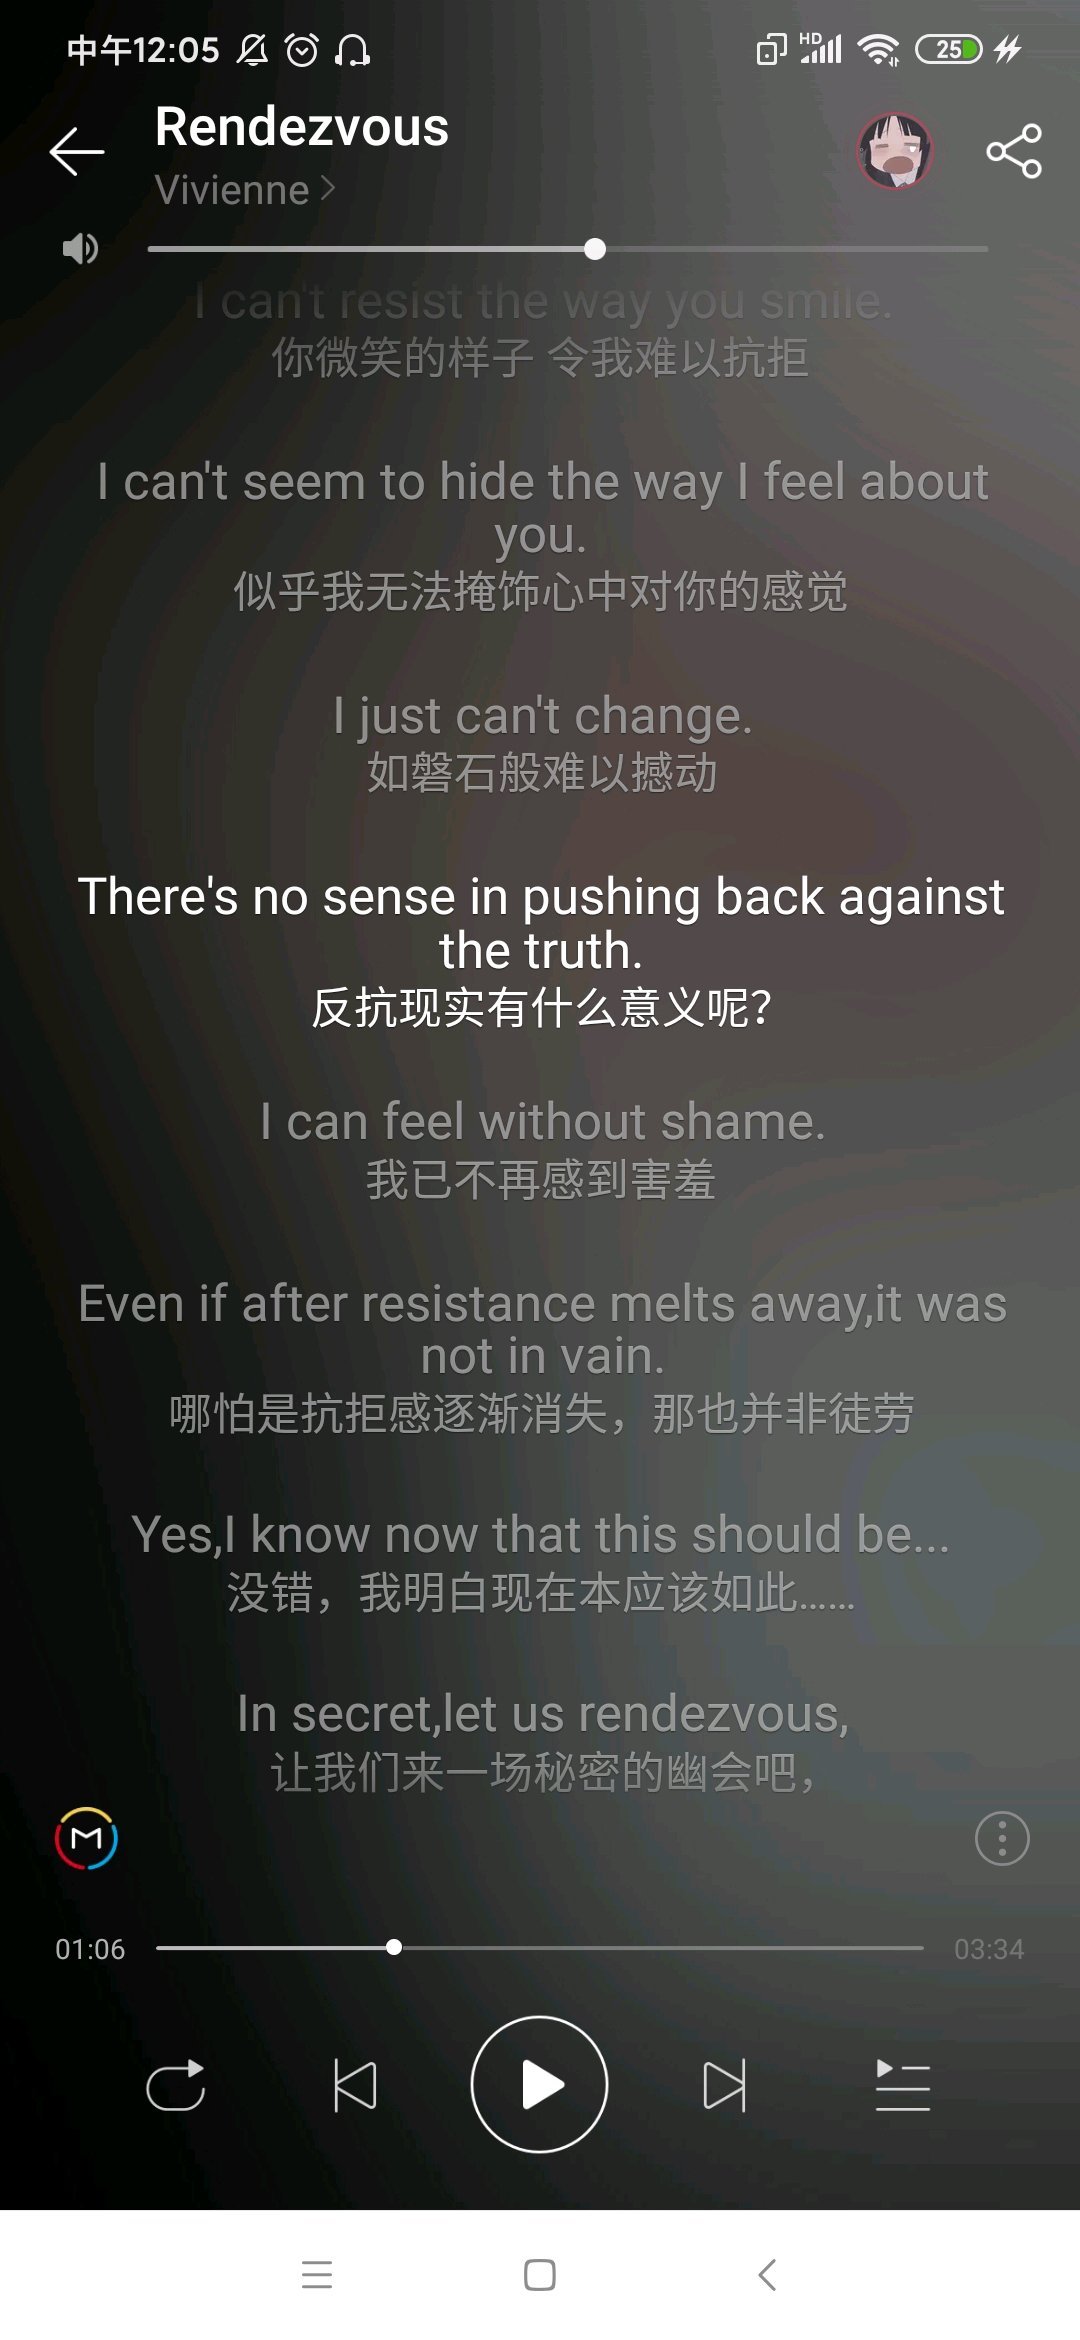 中午12:05 HD 25
Rendezvous
Vivienne
I can't resist the way you smile.
你微笑的样子 令我难以抗拒
I can't seem to hide the way I feel about
you.
似乎我无法掩饰心中对你的感觉
I just can't change.
如磐石般难以撼动
There's no sense in pushing back against
the truth.
反抗现实有什么意义呢？
I can feel without shame.
我已不再感到害羞
Even if after resistance melts away,it was
not in vain.
哪怕是抗拒感逐渐消失，那也并非徒劳
Yes,I know now that this should be...
没错，我明白现在本应该如此……
In secret,let us rendezvous,
让我们来一场秘密的幽会吧，
M
01:06 03:34